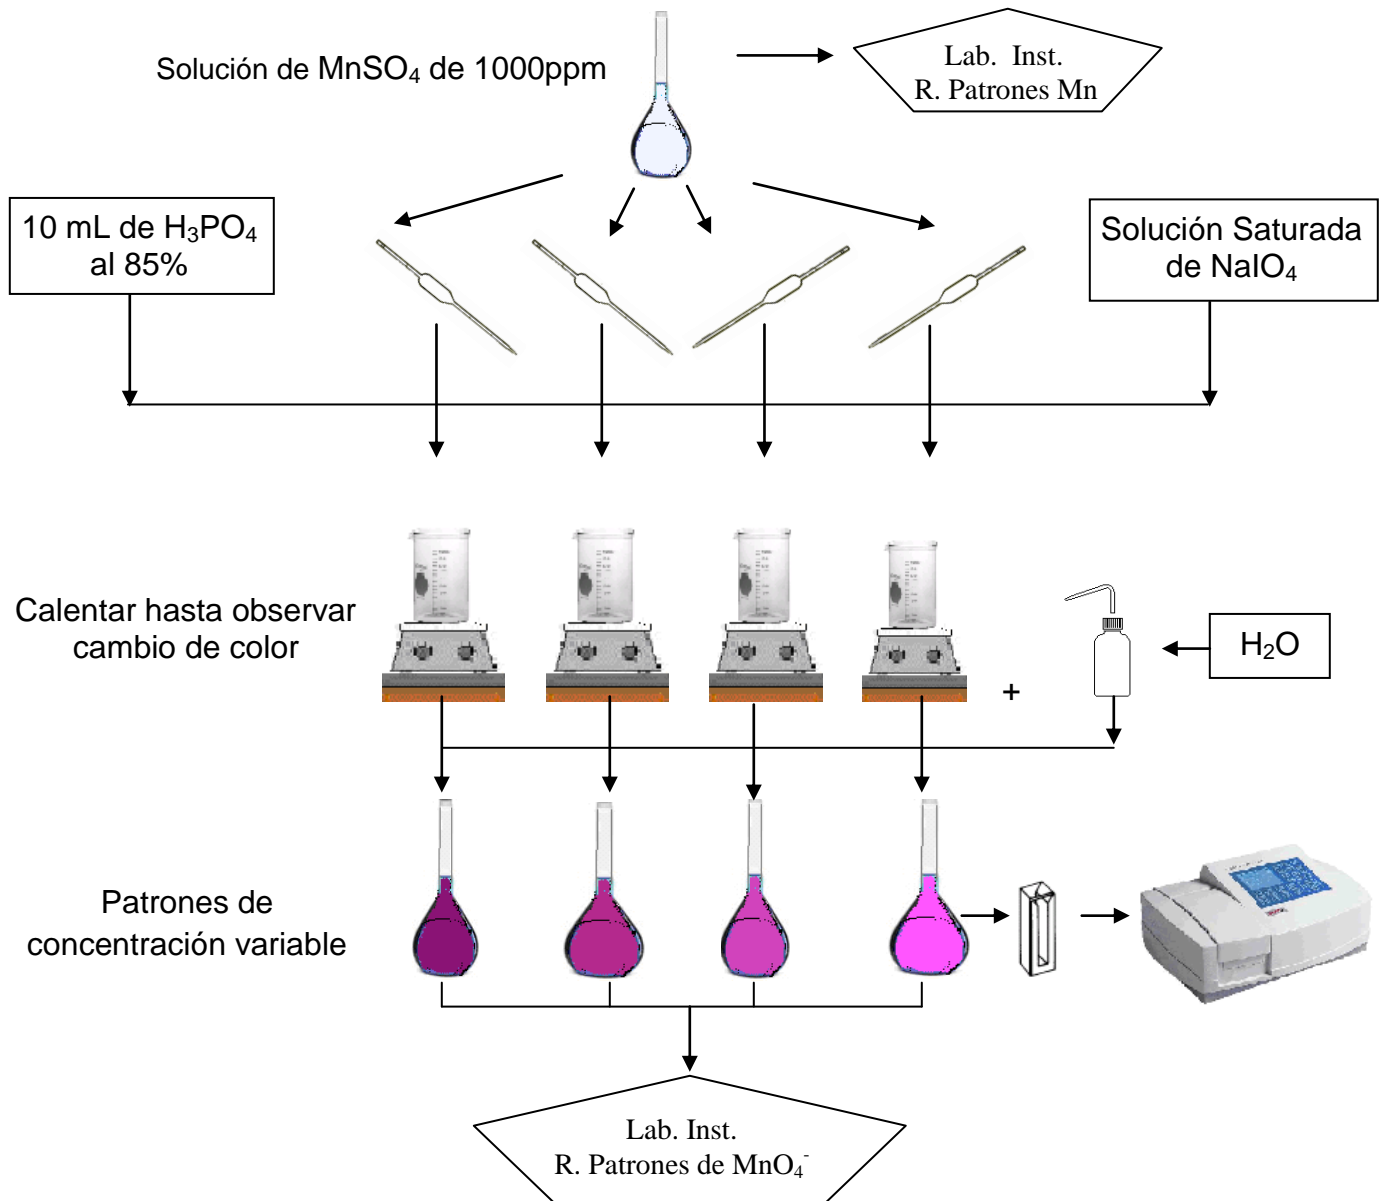 Solución de MnSO₄ de 1000ppm
Lab. Inst.
R. Patrones Mn
10 mL de H₃PO₄
al 85%
Solución Saturada
de NaIO₄
Calentar hasta observar
cambio de color
+
H₂O
Patrones de
concentración variable
Lab. Inst.
R. Patrones de MnO₄⁻